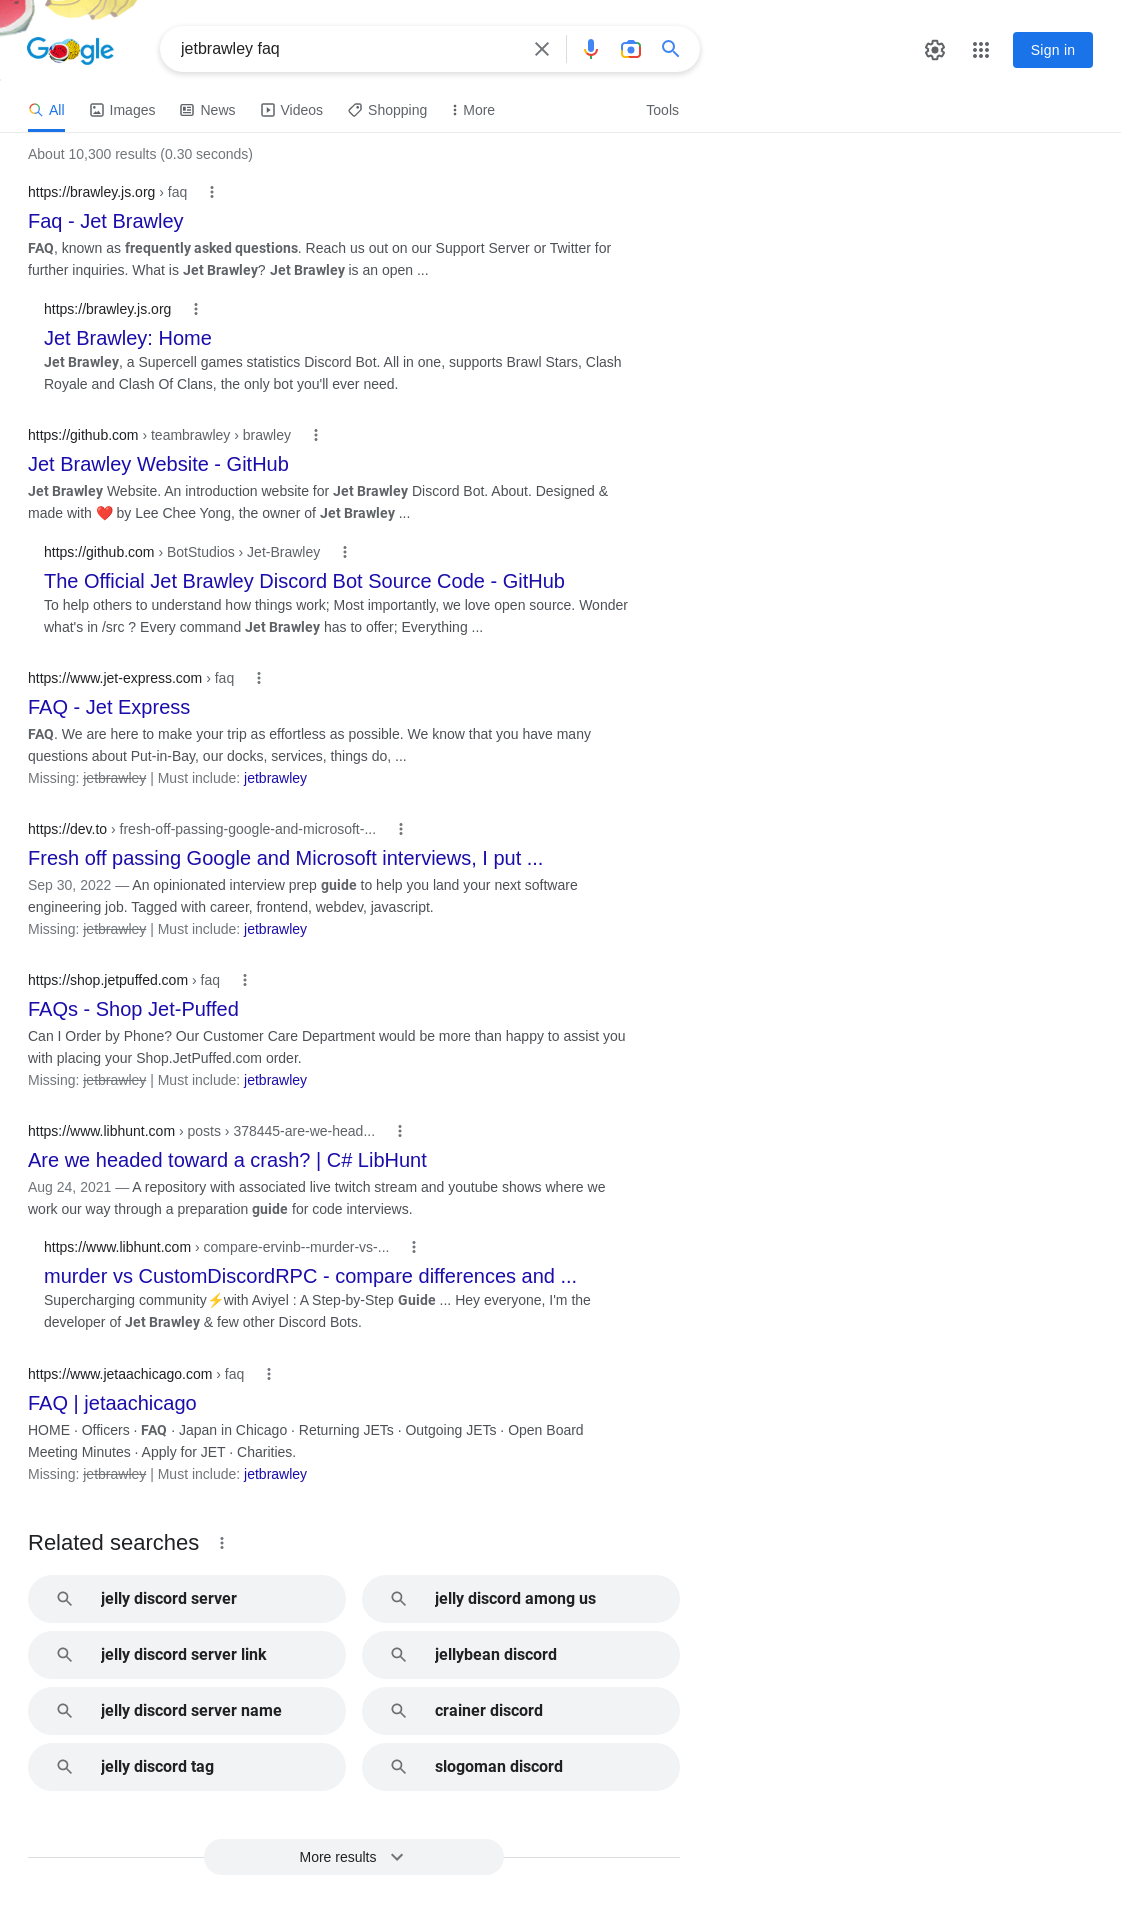 Google
jetbrawley faq
Sign in
All Images News Videos Shopping More Tools
About 10,300 results (0.30 seconds)
https://brawley.js.org › faq
Faq - Jet Brawley
FAQ, known as frequently asked questions. Reach us out on our Support Server or Twitter for
further inquiries. What is Jet Brawley? Jet Brawley is an open ...
https://brawley.js.org
Jet Brawley: Home
Jet Brawley, a Supercell games statistics Discord Bot. All in one, supports Brawl Stars, Clash
Royale and Clash Of Clans, the only bot you'll ever need.
https://github.com › teambrawley › brawley
Jet Brawley Website - GitHub
Jet Brawley Website. An introduction website for Jet Brawley Discord Bot. About. Designed &
made with ❤️ by Lee Chee Yong, the owner of Jet Brawley ...
https://github.com › BotStudios › Jet-Brawley
The Official Jet Brawley Discord Bot Source Code - GitHub
To help others to understand how things work; Most importantly, we love open source. Wonder
what's in /src ? Every command Jet Brawley has to offer; Everything ...
https://www.jet-express.com › faq
FAQ - Jet Express
FAQ. We are here to make your trip as effortless as possible. We know that you have many
questions about Put-in-Bay, our docks, services, things do, ...
Missing: jetbrawley | Must include: jetbrawley
https://dev.to › fresh-off-passing-google-and-microsoft-...
Fresh off passing Google and Microsoft interviews, I put ...
Sep 30, 2022 — An opinionated interview prep guide to help you land your next software
engineering job. Tagged with career, frontend, webdev, javascript.
Missing: jetbrawley | Must include: jetbrawley
https://shop.jetpuffed.com › faq
FAQs - Shop Jet-Puffed
Can I Order by Phone? Our Customer Care Department would be more than happy to assist you
with placing your Shop.JetPuffed.com order.
Missing: jetbrawley | Must include: jetbrawley
https://www.libhunt.com › posts › 378445-are-we-head...
Are we headed toward a crash? | C# LibHunt
Aug 24, 2021 — A repository with associated live twitch stream and youtube shows where we
work our way through a preparation guide for code interviews.
https://www.libhunt.com › compare-ervinb--murder-vs-...
murder vs CustomDiscordRPC - compare differences and ...
Supercharging community⚡with Aviyel : A Step-by-Step Guide ... Hey everyone, I'm the
developer of Jet Brawley & few other Discord Bots.
https://www.jetaachicago.com › faq
FAQ | jetaachicago
HOME · Officers · FAQ · Japan in Chicago · Returning JETs · Outgoing JETs · Open Board
Meeting Minutes · Apply for JET · Charities.
Missing: jetbrawley | Must include: jetbrawley
Related searches
jelly discord server
jelly discord among us
jelly discord server link
jellybean discord
jelly discord server name
crainer discord
jelly discord tag
slogoman discord
More results